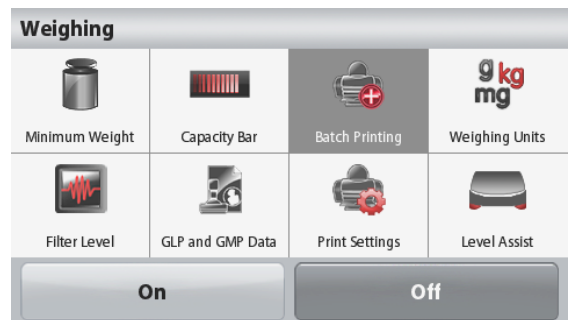 Weighing
g kg
mg
Minimum Weight
Capacity Bar
Batch Printing
Weighing Units
Filter Level
GLP and GMP Data
Print Settings
Level Assist
On
Off